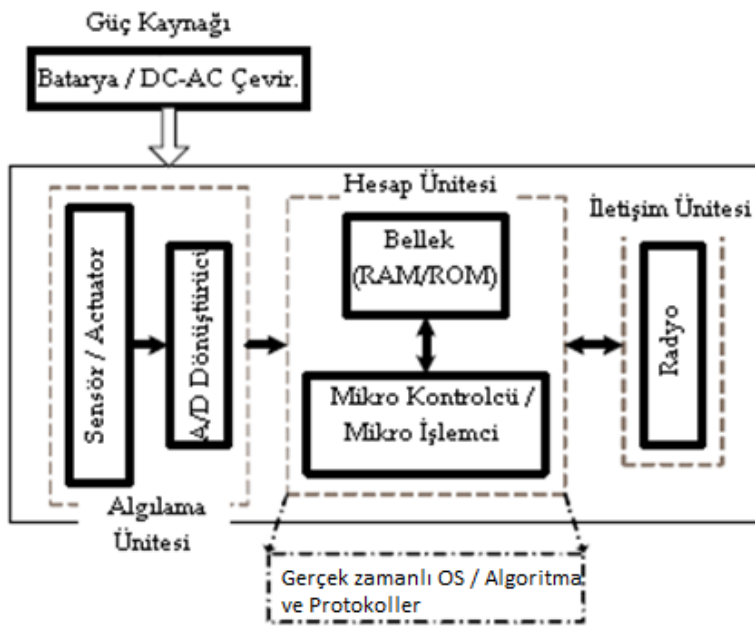 Güç Kaynağı
Batarya / DC-AC Çevir.
Hesap Ünitesi
İletişim Ünitesi
Sensör / Actuator
A/D Dönüştürücü
Bellek
(RAM/ROM)
Mikro Kontrolcü /
Mikro İşlemci
Radyo
Algılama
Ünitesi
Gerçek zamanlı OS / Algoritma
ve Protokoller